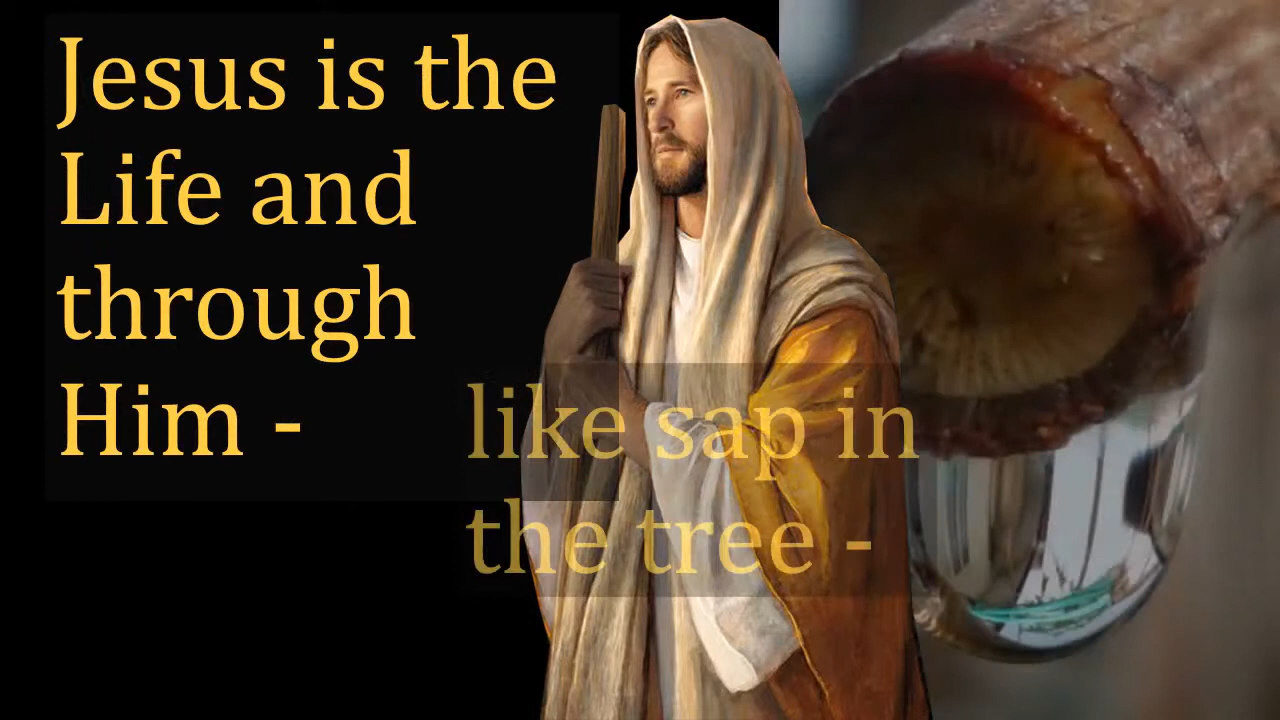 Jesus is the
Life and
through
Him -
like sap in
the tree -